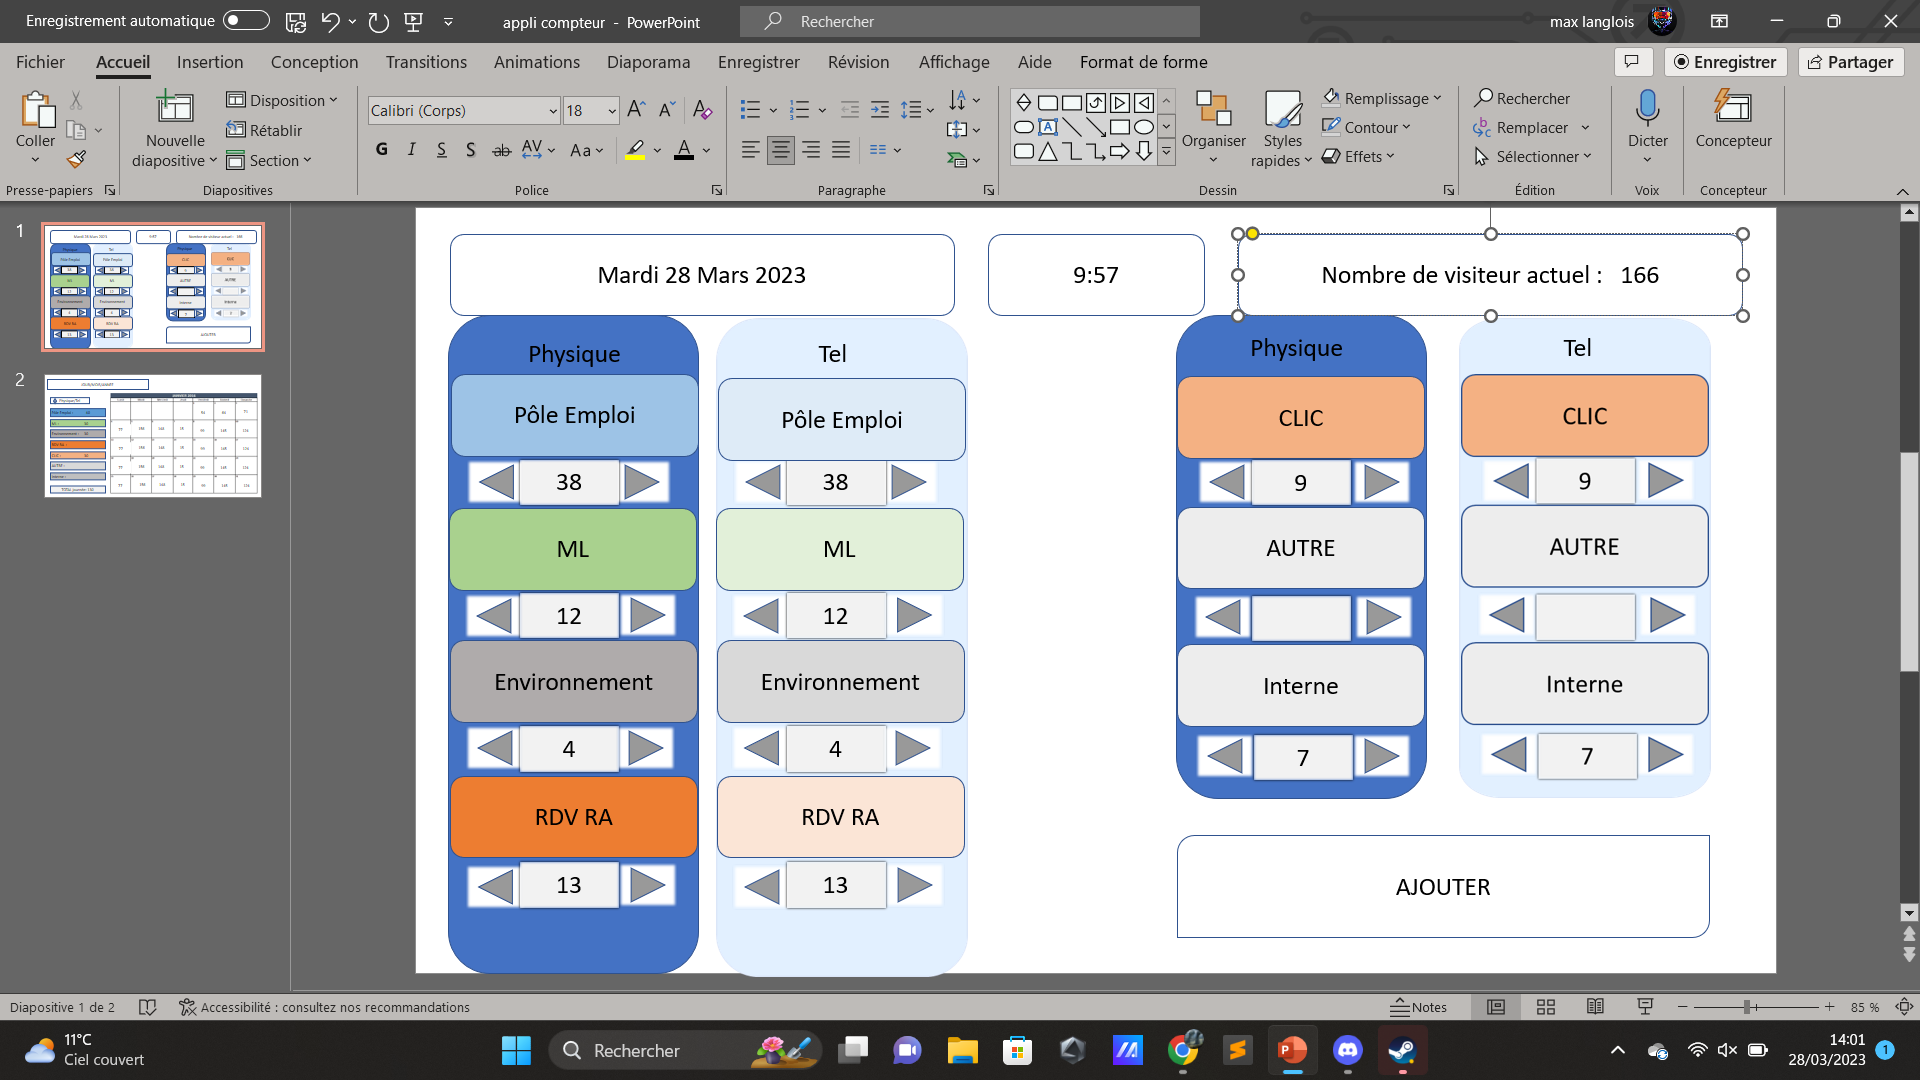 Enregistrement automatique
appli compteur - PowerPoint
Rechercher
max langlois
Fichier Accueil Insertion Conception Transitions Animations Diaporama Enregistrer Révision Affichage Aide Format de forme
Enregistrer
Partager
Coller
Nouvelle diapositive
Disposition
Rétablir
Section
Calibri (Corps) 18
G I S S ab AV Aa A
Organiser
Styles rapides
Remplissage
Contour
Effets
Rechercher
Remplacer
Sélectionner
Dicter
Concepteur
Presse-papiers Diapositives Police Paragraphe Dessin Édition Voix Concepteur
1
2
Mardi 28 Mars 2023
9:57
Nombre de visiteur actuel : 166
Physique
Pôle Emploi
38
ML
12
Environnement
4
RDV RA
13
Tel
Pôle Emploi
38
ML
12
Environnement
4
RDV RA
13
Physique
CLIC
9
AUTRE
Interne
7
Tel
CLIC
9
AUTRE
Interne
7
AJOUTER
Diapositive 1 de 2
Accessibilité : consultez nos recommandations
Notes
85 %
11°C
Ciel couvert
Rechercher
14:01
28/03/2023
1